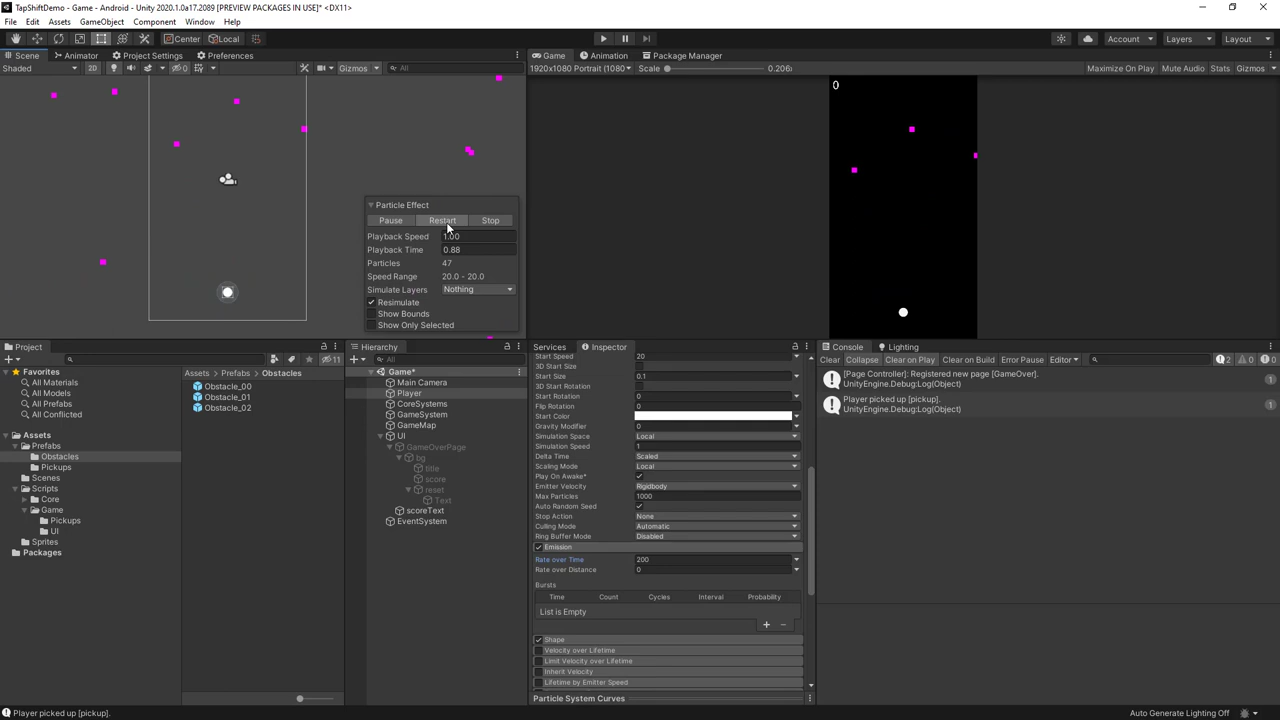 TapShiftDemo - Game - Android - Unity 2020.1.0a17.2089 [PREVIEW PACKAGES IN USE]* <DX11>
File Edit Assets GameObject Component Window Help
Center Local
Account Layers Layout
Scene Animator Project Settings Preferences
Shaded 2D 0 Gizmos All
Particle Effect
Pause Restart Stop
Playback Speed 1.00
Playback Time 0.88
Particles 47
Speed Range 20.0 - 20.0
Simulate Layers Nothing
Resimulate
Show Bounds
Show Only Selected
Game Animation Package Manager
1920x1080 Portrait (1080 Scale 0.206: Maximize On Play Mute Audio Stats Gizmos
0
Project
11
Favorites
All Materials
All Models
All Prefabs
All Conflicted
Assets
Prefabs
Obstacles
Pickups
Scenes
Scripts
Core
Game
Pickups
UI
Sprites
Packages
Assets > Prefabs > Obstacles
Obstacle_00
Obstacle_01
Obstacle_02
Hierarchy
All
Game*
Main Camera
Player
CoreSystems
GameSystem
GameMap
UI
GameOverPage
bg
title
score
reset
Text
scoreText
EventSystem
Services Inspector
Start Speed 20
3D Start Size
Start Size 0.1
3D Start Rotation
Start Rotation 0
Flip Rotation 0
Start Color
Gravity Modifier 0
Simulation Space Local
Simulation Speed 1
Delta Time Scaled
Scaling Mode Local
Play On Awake*
Emitter Velocity Rigidbody
Max Particles 1000
Auto Random Seed
Stop Action None
Culling Mode Automatic
Ring Buffer Mode Disabled
Emission
Rate over Time 200
Rate over Distance 0
Bursts
Time Count Cycles Interval Probability
List is Empty
Shape
Velocity over Lifetime
Limit Velocity over Lifetime
Inherit Velocity
Lifetime by Emitter Speed
Particle System Curves
Console Lighting
Clear Collapse Clear on Play Clear on Build Error Pause Editor 2 0 0
[Page Controller]: Registered new page [GameOver].
UnityEngine.Debug:Log(Object)
1
Player picked up [pickup].
UnityEngine.Debug:Log(Object)
1
Player picked up [pickup].
Auto Generate Lighting Off